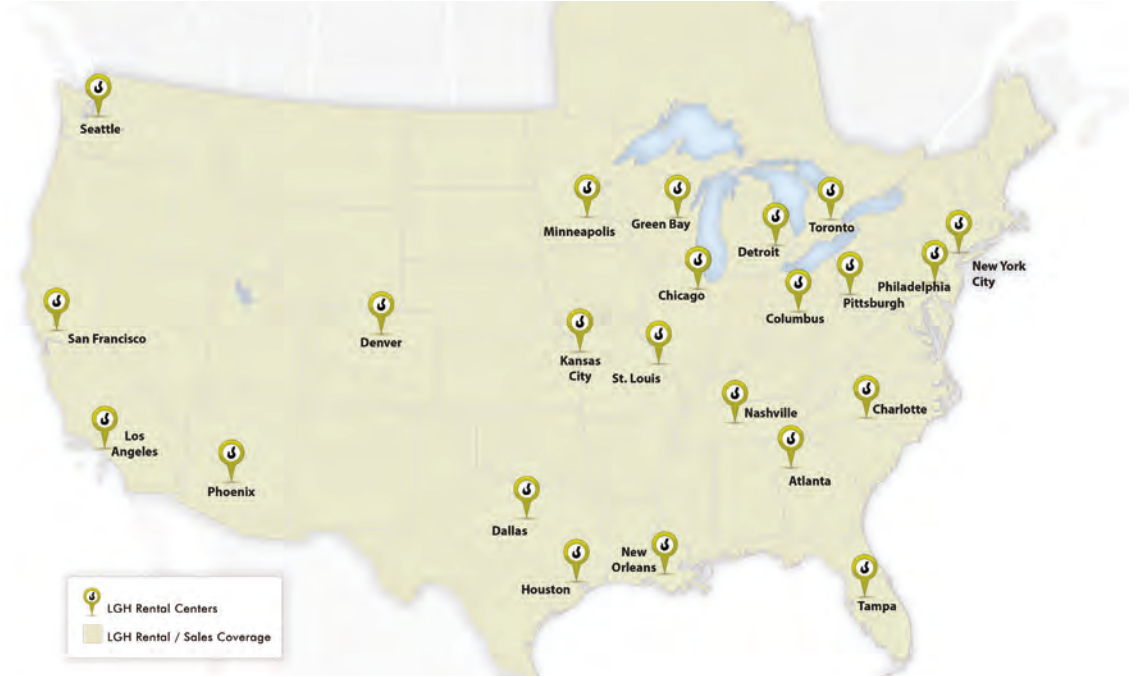 Seattle
Minneapolis
Green Bay
Toronto
Detroit
New York
City
Philadelphia
Pittsburgh
Chicago
Columbus
San Francisco
Denver
Kansas
City
St. Louis
Nashville
Charlotte
Los
Angeles
Phoenix
Atlanta
Dallas
New
Orleans
Houston
Tampa
LGH Rental Centers
LGH Rental / Sales Coverage